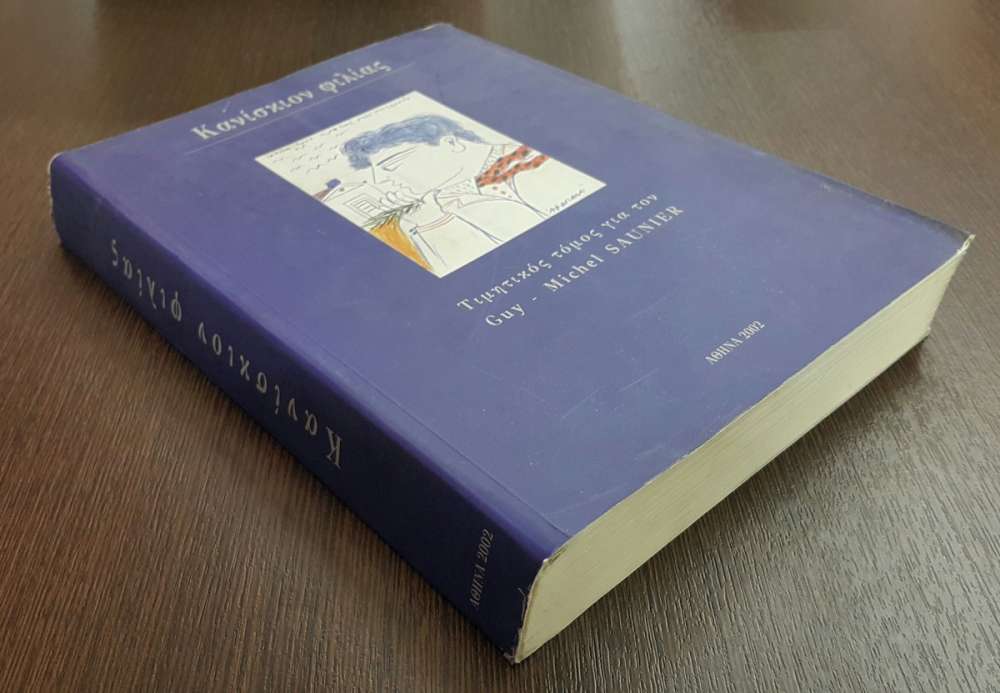 Κανίσκιον φιλίας
Τιμητικός τόμος για τον
Guy - Michel SAUNIER
ΑΘΗΝΑ 2002
Κανίσκιον φιλίας
ΑΘΗΝΑ 2002